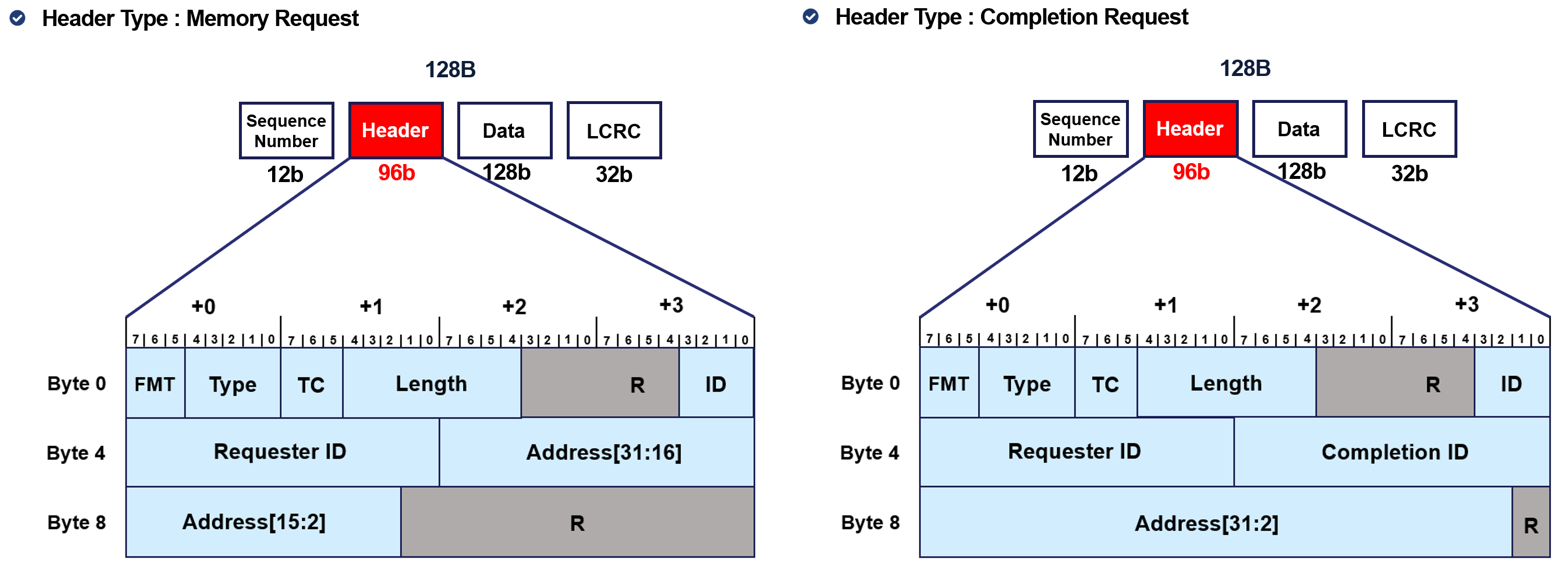 Header Type : Memory Request
128B
Sequence Number
Header
Data
LCRC
12b
96b
128b
32b
+0 +1 +2 +3
7 6 5 4 3 2 1 0 7 6 5 4 3 2 1 0 7 6 5 4 3 2 1 0 7 6 5 4 3 2 1 0
Byte 0 FMT Type TC Length R ID
Byte 4 Requester ID Address[31:16]
Byte 8 Address[15:2] R
Header Type : Completion Request
128B
Sequence Number
Header
Data
LCRC
12b
96b
128b
32b
+0 +1 +2 +3
7 6 5 4 3 2 1 0 7 6 5 4 3 2 1 0 7 6 5 4 3 2 1 0 7 6 5 4 3 2 1 0
Byte 0 FMT Type TC Length R ID
Byte 4 Requester ID Completion ID
Byte 8 Address[31:2] R